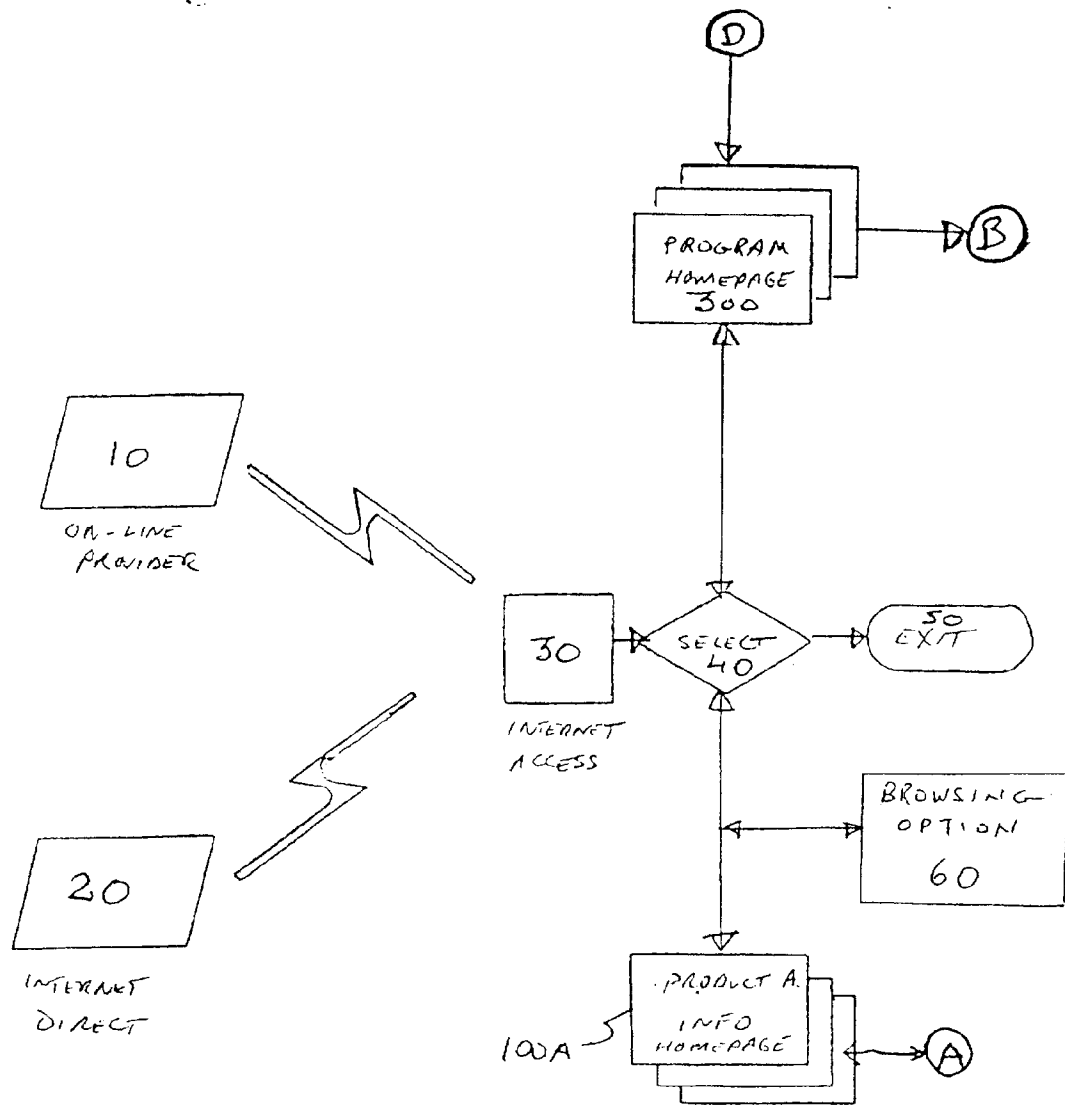 D
PROGRAM
HOMEPAGE
300
B
10
ON-LINE
PROVIDER
30
INTERNET
ACCESS
SELECT
40
50
EXIT
20
INTERNET
DIRECT
BROWSING
OPTION
60
PRODUCT A
INFO
HOMEPAGE
100A
A